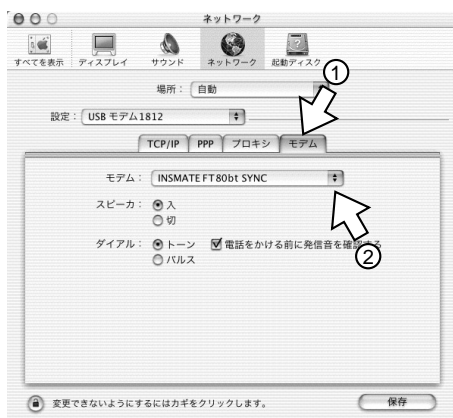 ネットワーク
すべてを表示 ディスプレイ サウンド ネットワーク 起動ディスク
①
場所： 自動
設定： USB モデム1812
TCP/IP PPP プロキシ モデム
モデム： INSMATE FT80bt SYNC
スピーカ： 入
切
ダイアル： トーン 電話をかける前に発信音を確認する
パルス
②
変更できないようにするにはカギをクリックします。 保存